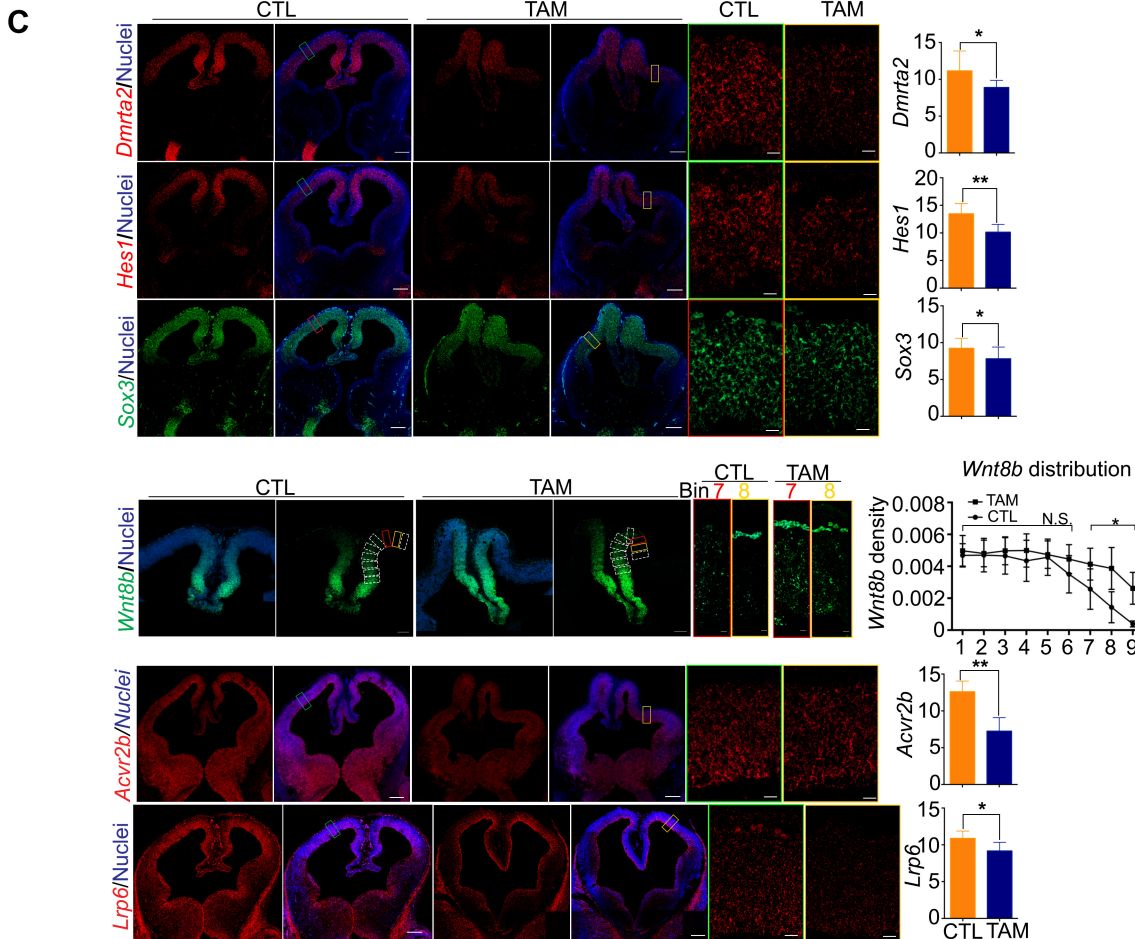 C
CTL TAM CTL TAM
Dmrta2/Nuclei
15
10
5
0
Dmrta2
*
Hes1/Nuclei
20
15
10
5
0
Hes1
**
Sox3/Nuclei
15
10
5
0
Sox3
*
CTL TAM CTL TAM
Bin 7 8 7 8
Wnt8b/Nuclei
Wnt8b distribution
0.008
0.006
0.004
0.002
0
Wnt8b density
TAM
CTL
N.S.
*
1 2 3 4 5 6 7 8 9
Acvr2b/Nuclei
15
10
5
0
Acvr2b
**
Lrp6/Nuclei
15
10
5
0
Lrp6
*
CTL TAM